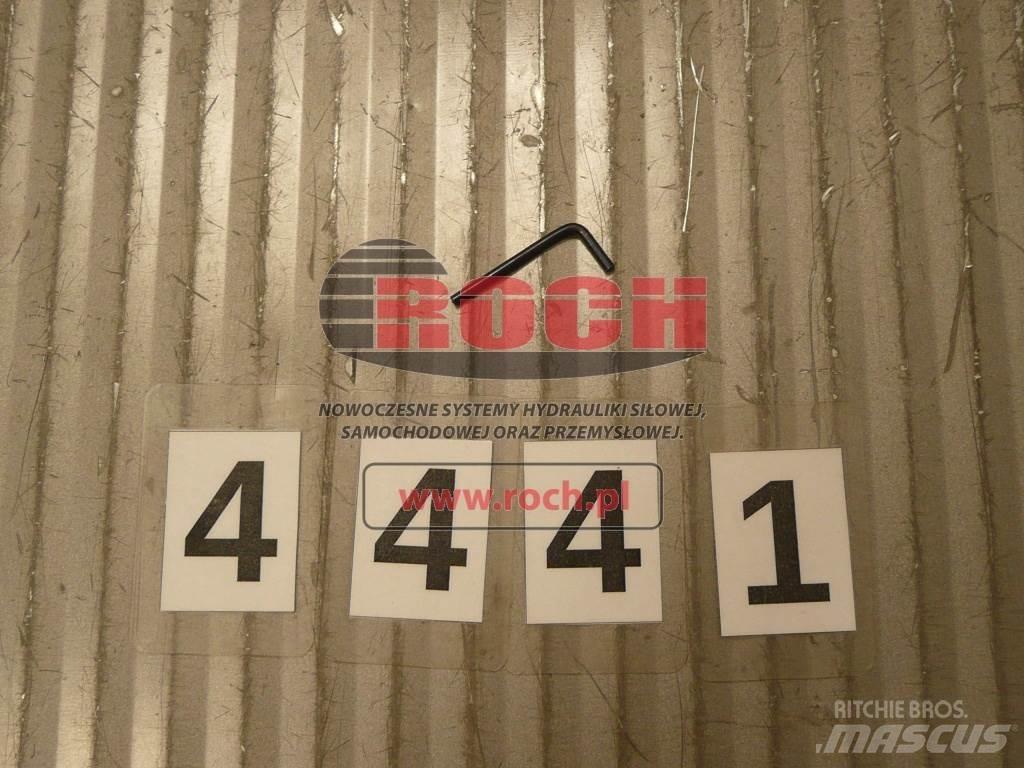 ROCH
NOWOCZESNE SYSTEMY HYDRAULIKI SIŁOWEJ,
SAMOCHODOWEJ ORAZ PRZEMYSŁOWEJ.
www.roch.pl
4 4 4 1
RITCHIE BROS.
MASCUS